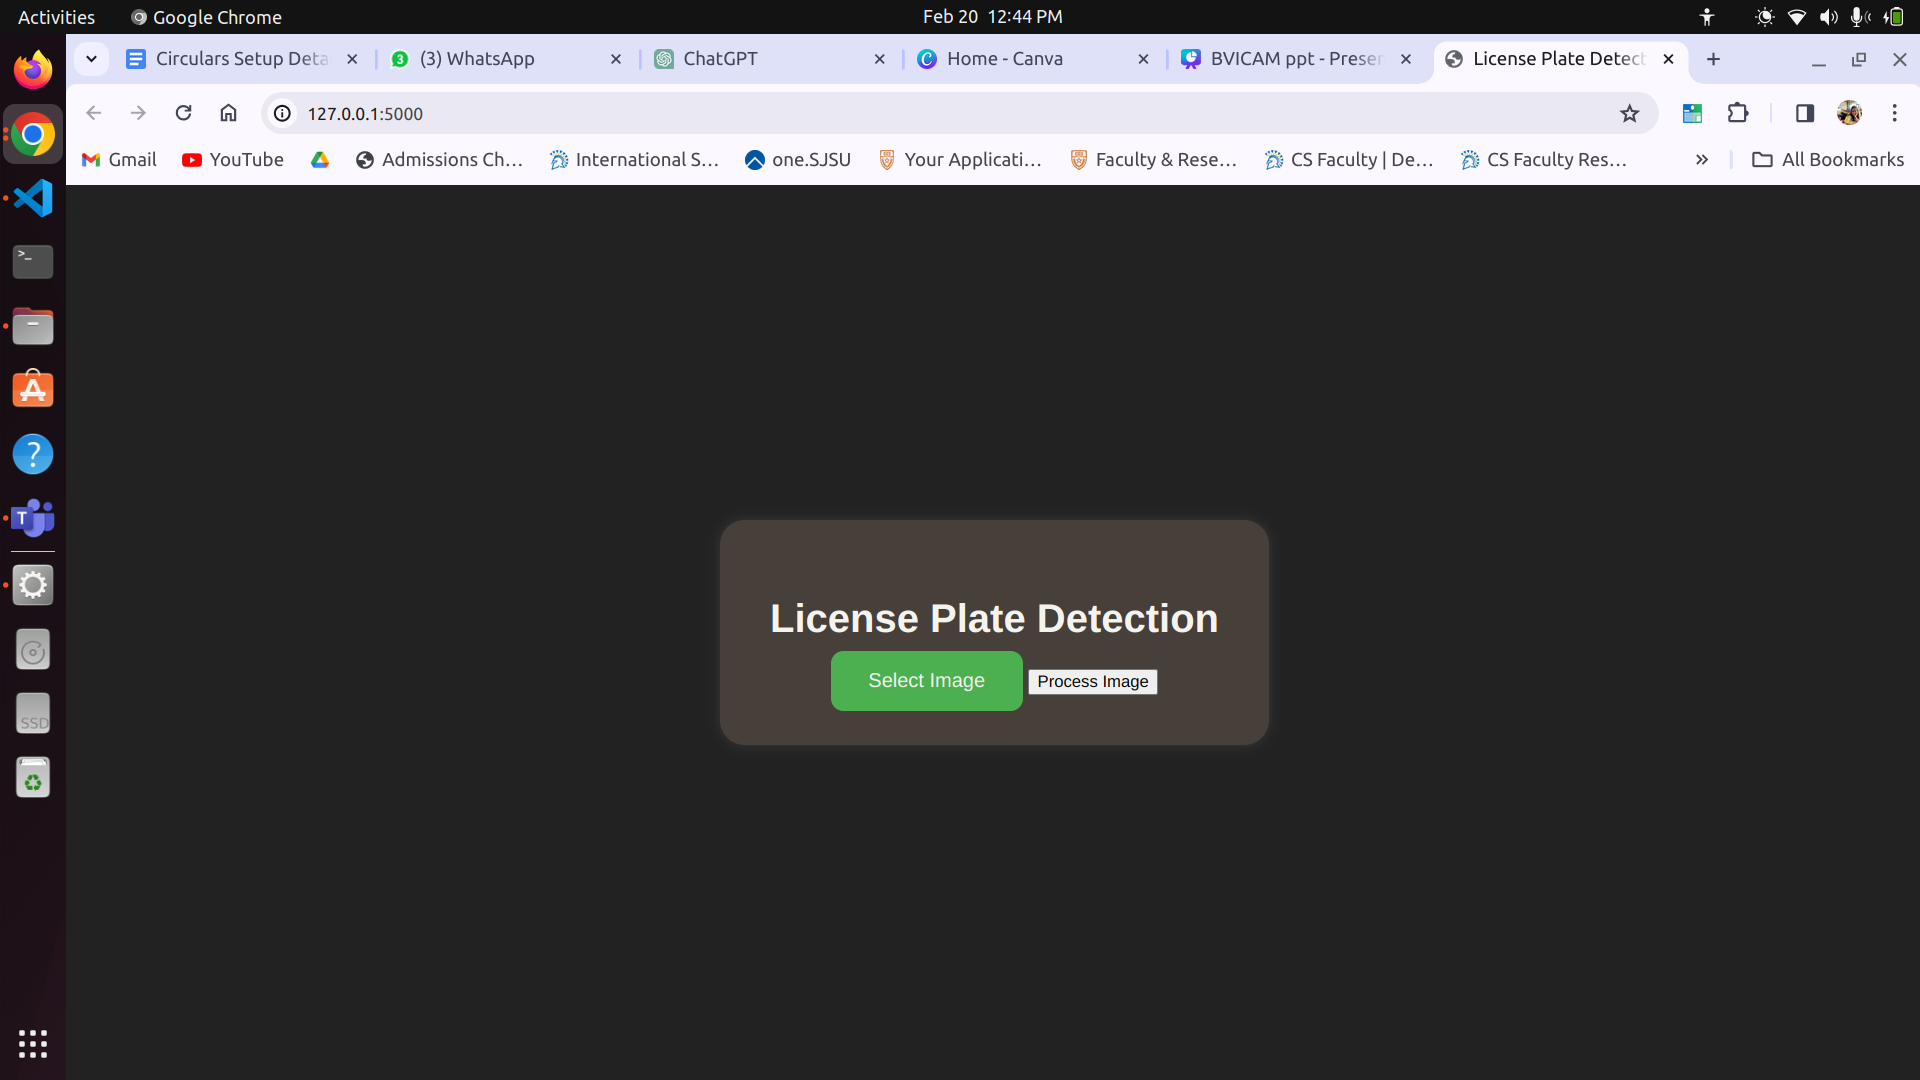 Activities Google Chrome Feb 20 12:44 PM
Circulars Setup Deta (3) WhatsApp ChatGPT Home - Canva BVICAM ppt - Presen License Plate Detect
127.0.0.1:5000
Gmail YouTube Admissions Ch... International S... one.SJSU Your Applicati... Faculty & Rese... CS Faculty | De... CS Faculty Res... » All Bookmarks
License Plate Detection
Select Image Process Image
SSD